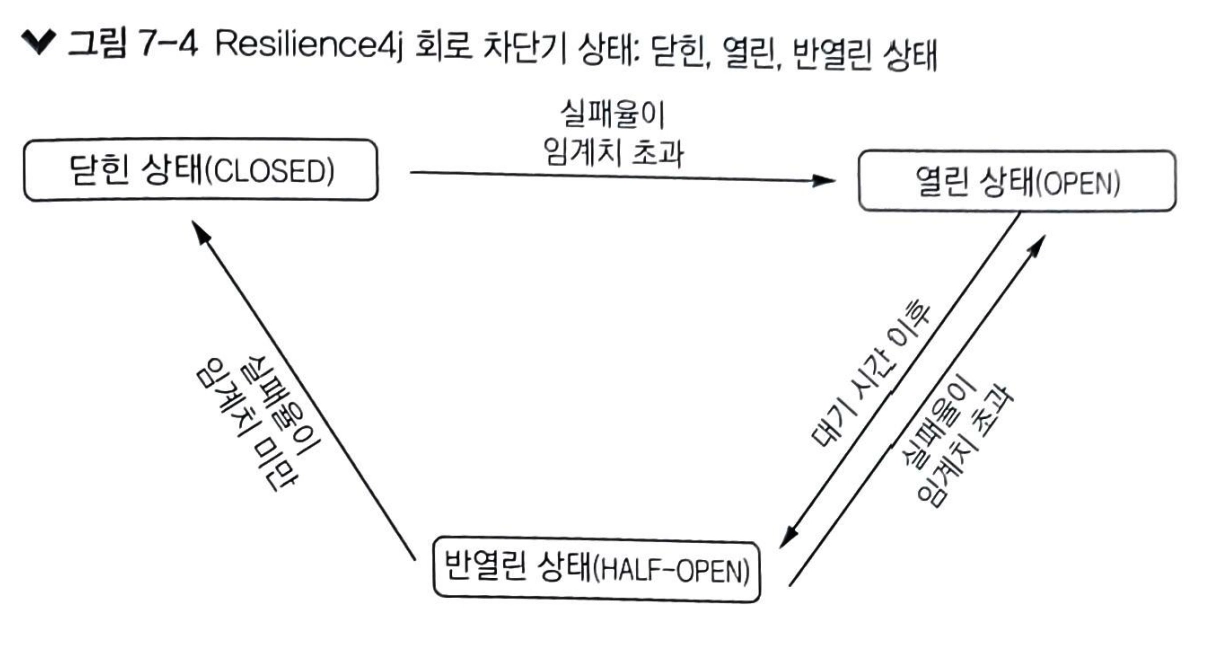 그림 7-4 Resilience4j 회로 차단기 상태: 닫힌, 열린, 반열린 상태
실패율이
임계치 초과
닫힌 상태(CLOSED)
열린 상태(OPEN)
대기 시간 이후
실패율이
임계치 초과
실패율이
임계치 미만
반열린 상태(HALF-OPEN)